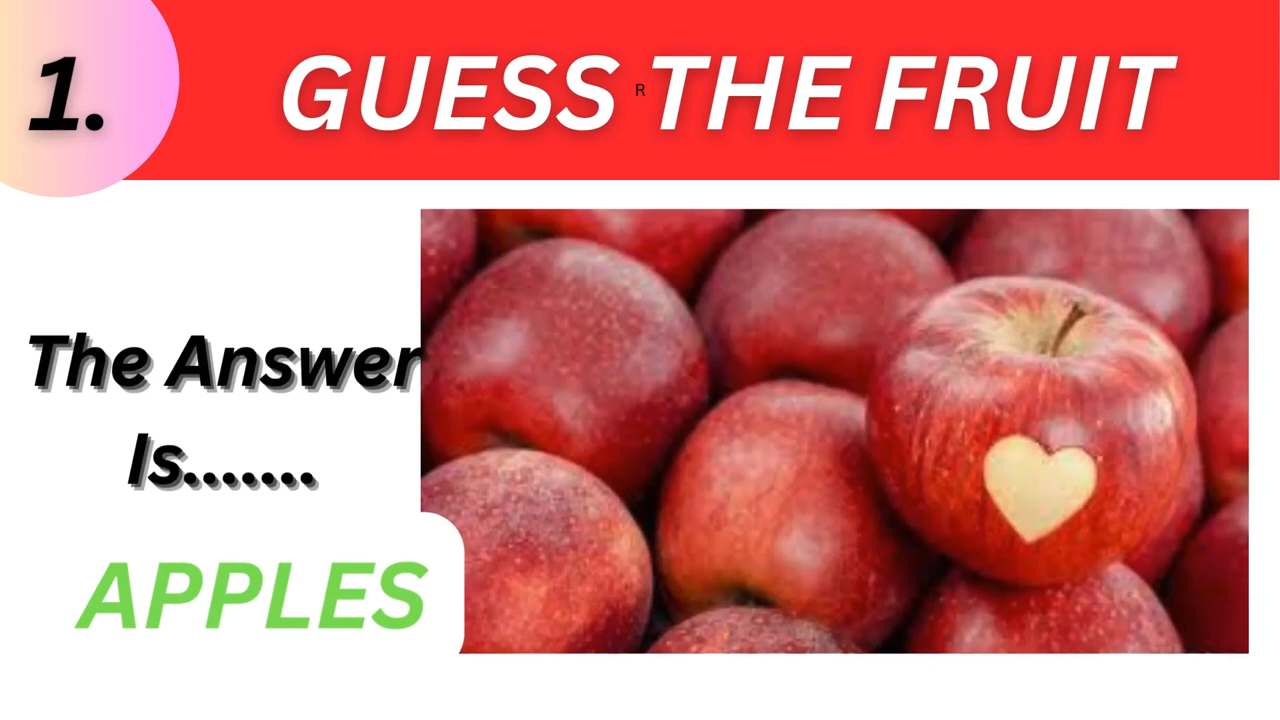 1.
GUESS THE FRUIT
R
The Answer
Is.......
APPLES